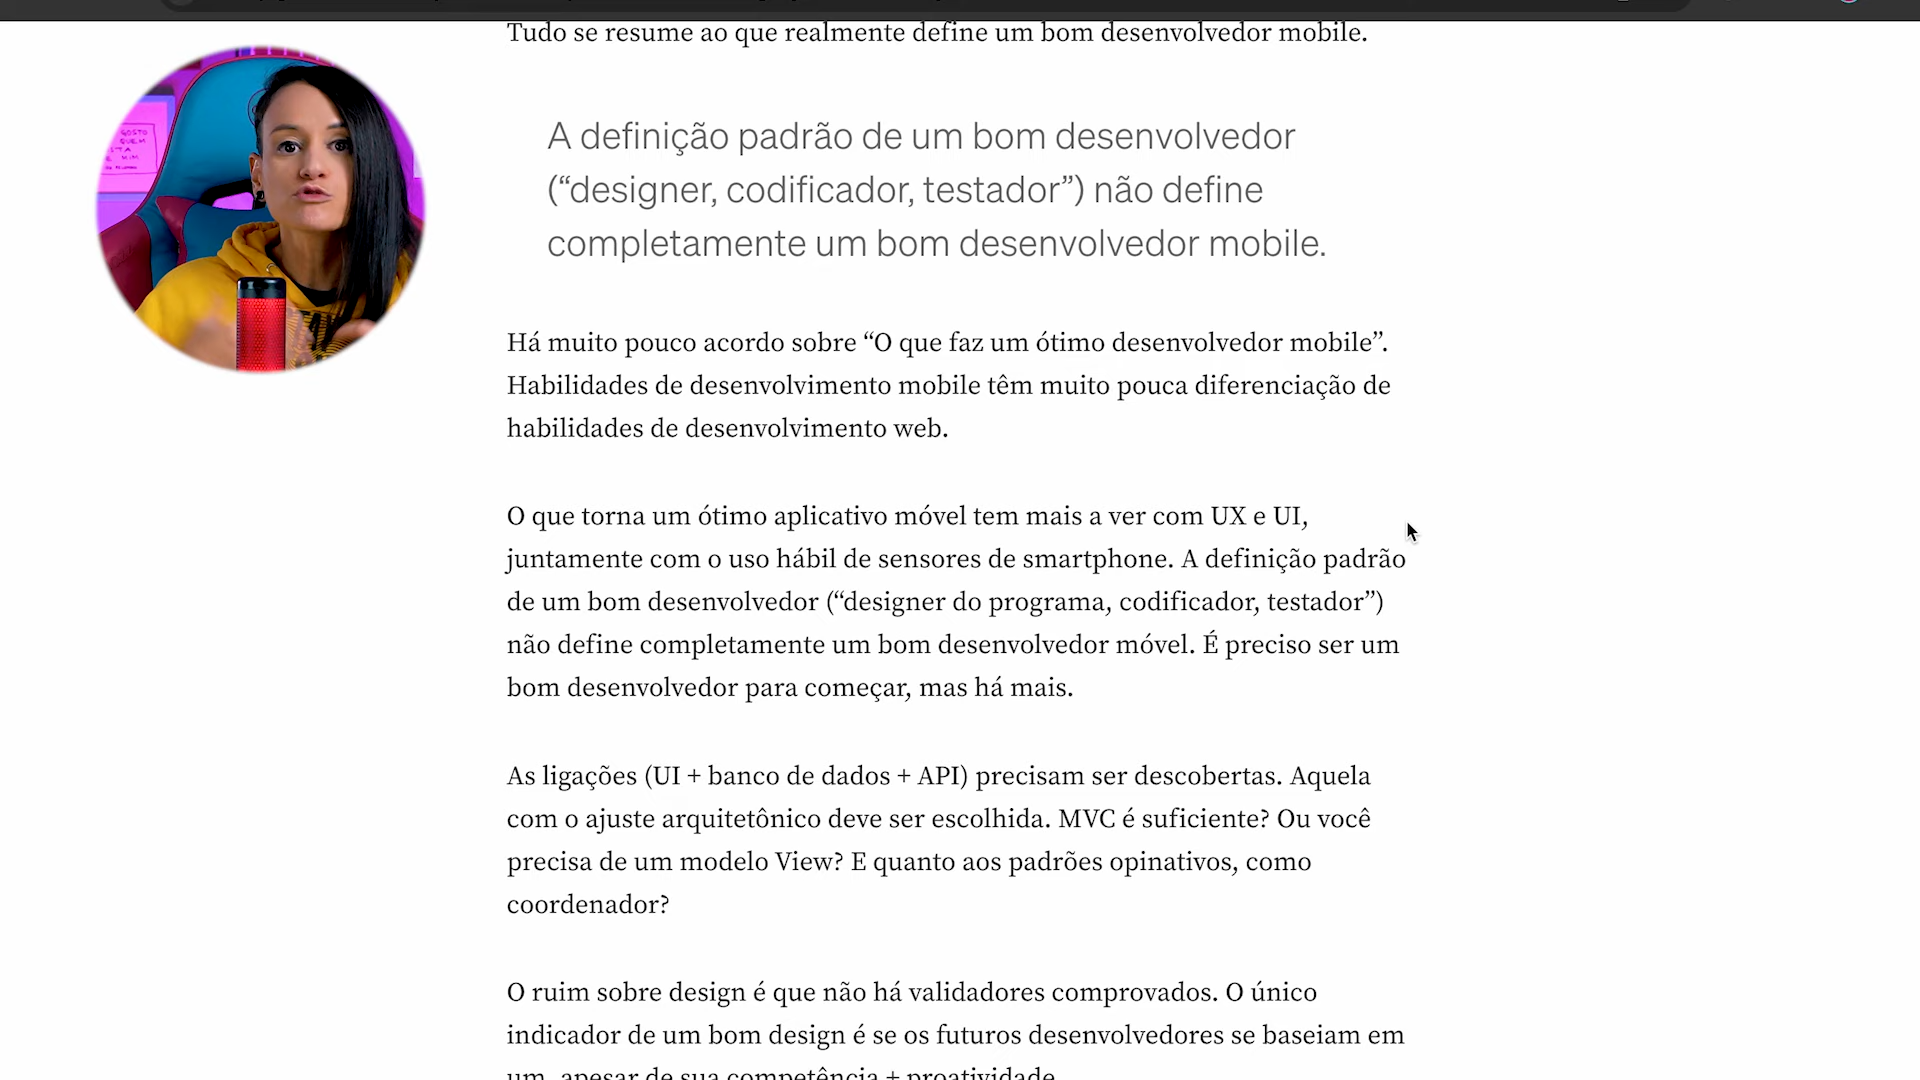 Tudo se resume ao que realmente define um bom desenvolvedor mobile.
A definição padrão de um bom desenvolvedor
(“designer, codificador, testador”) não define
completamente um bom desenvolvedor mobile.
Há muito pouco acordo sobre “O que faz um ótimo desenvolvedor mobile”.
Habilidades de desenvolvimento mobile têm muito pouca diferenciação de
habilidades de desenvolvimento web.
O que torna um ótimo aplicativo móvel tem mais a ver com UX e UI,
juntamente com o uso hábil de sensores de smartphone. A definição padrão
de um bom desenvolvedor (“designer do programa, codificador, testador”)
não define completamente um bom desenvolvedor móvel. É preciso ser um
bom desenvolvedor para começar, mas há mais.
As ligações (UI + banco de dados + API) precisam ser descobertas. Aquela
com o ajuste arquitetônico deve ser escolhida. MVC é suficiente? Ou você
precisa de um modelo View? E quanto aos padrões opinativos, como
coordenador?
O ruim sobre design é que não há validadores comprovados. O único
indicador de um bom design é se os futuros desenvolvedores se baseiam em
um, apesar de sua competência + proatividade.
GOSTO
QUEM